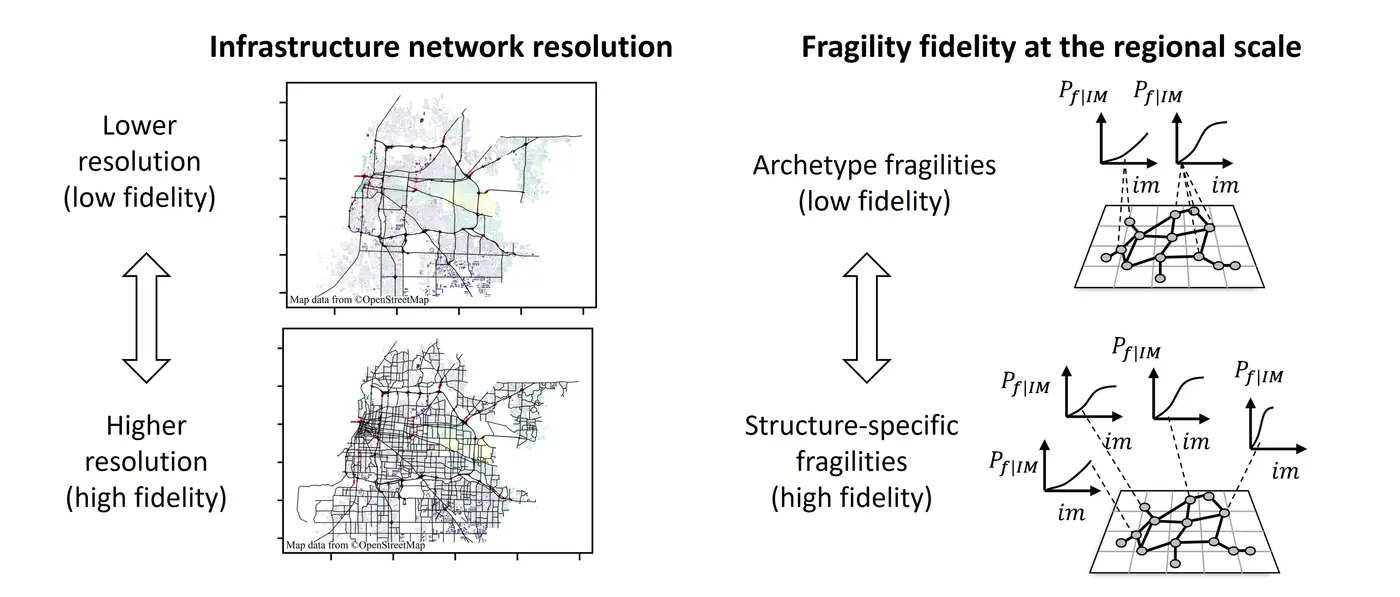 Infrastructure network resolution
Lower
resolution
(low fidelity)
Map data from ©OpenStreetMap
Higher
resolution
(high fidelity)
Map data from ©OpenStreetMap
Fragility fidelity at the regional scale
Archetype fragilities
(low fidelity)
P_{f|IM} P_{f|IM}
im im
Structure-specific
fragilities
(high fidelity)
P_{f|IM}
im
P_{f|IM}
im
P_{f|IM}
im
P_{f|IM}
im